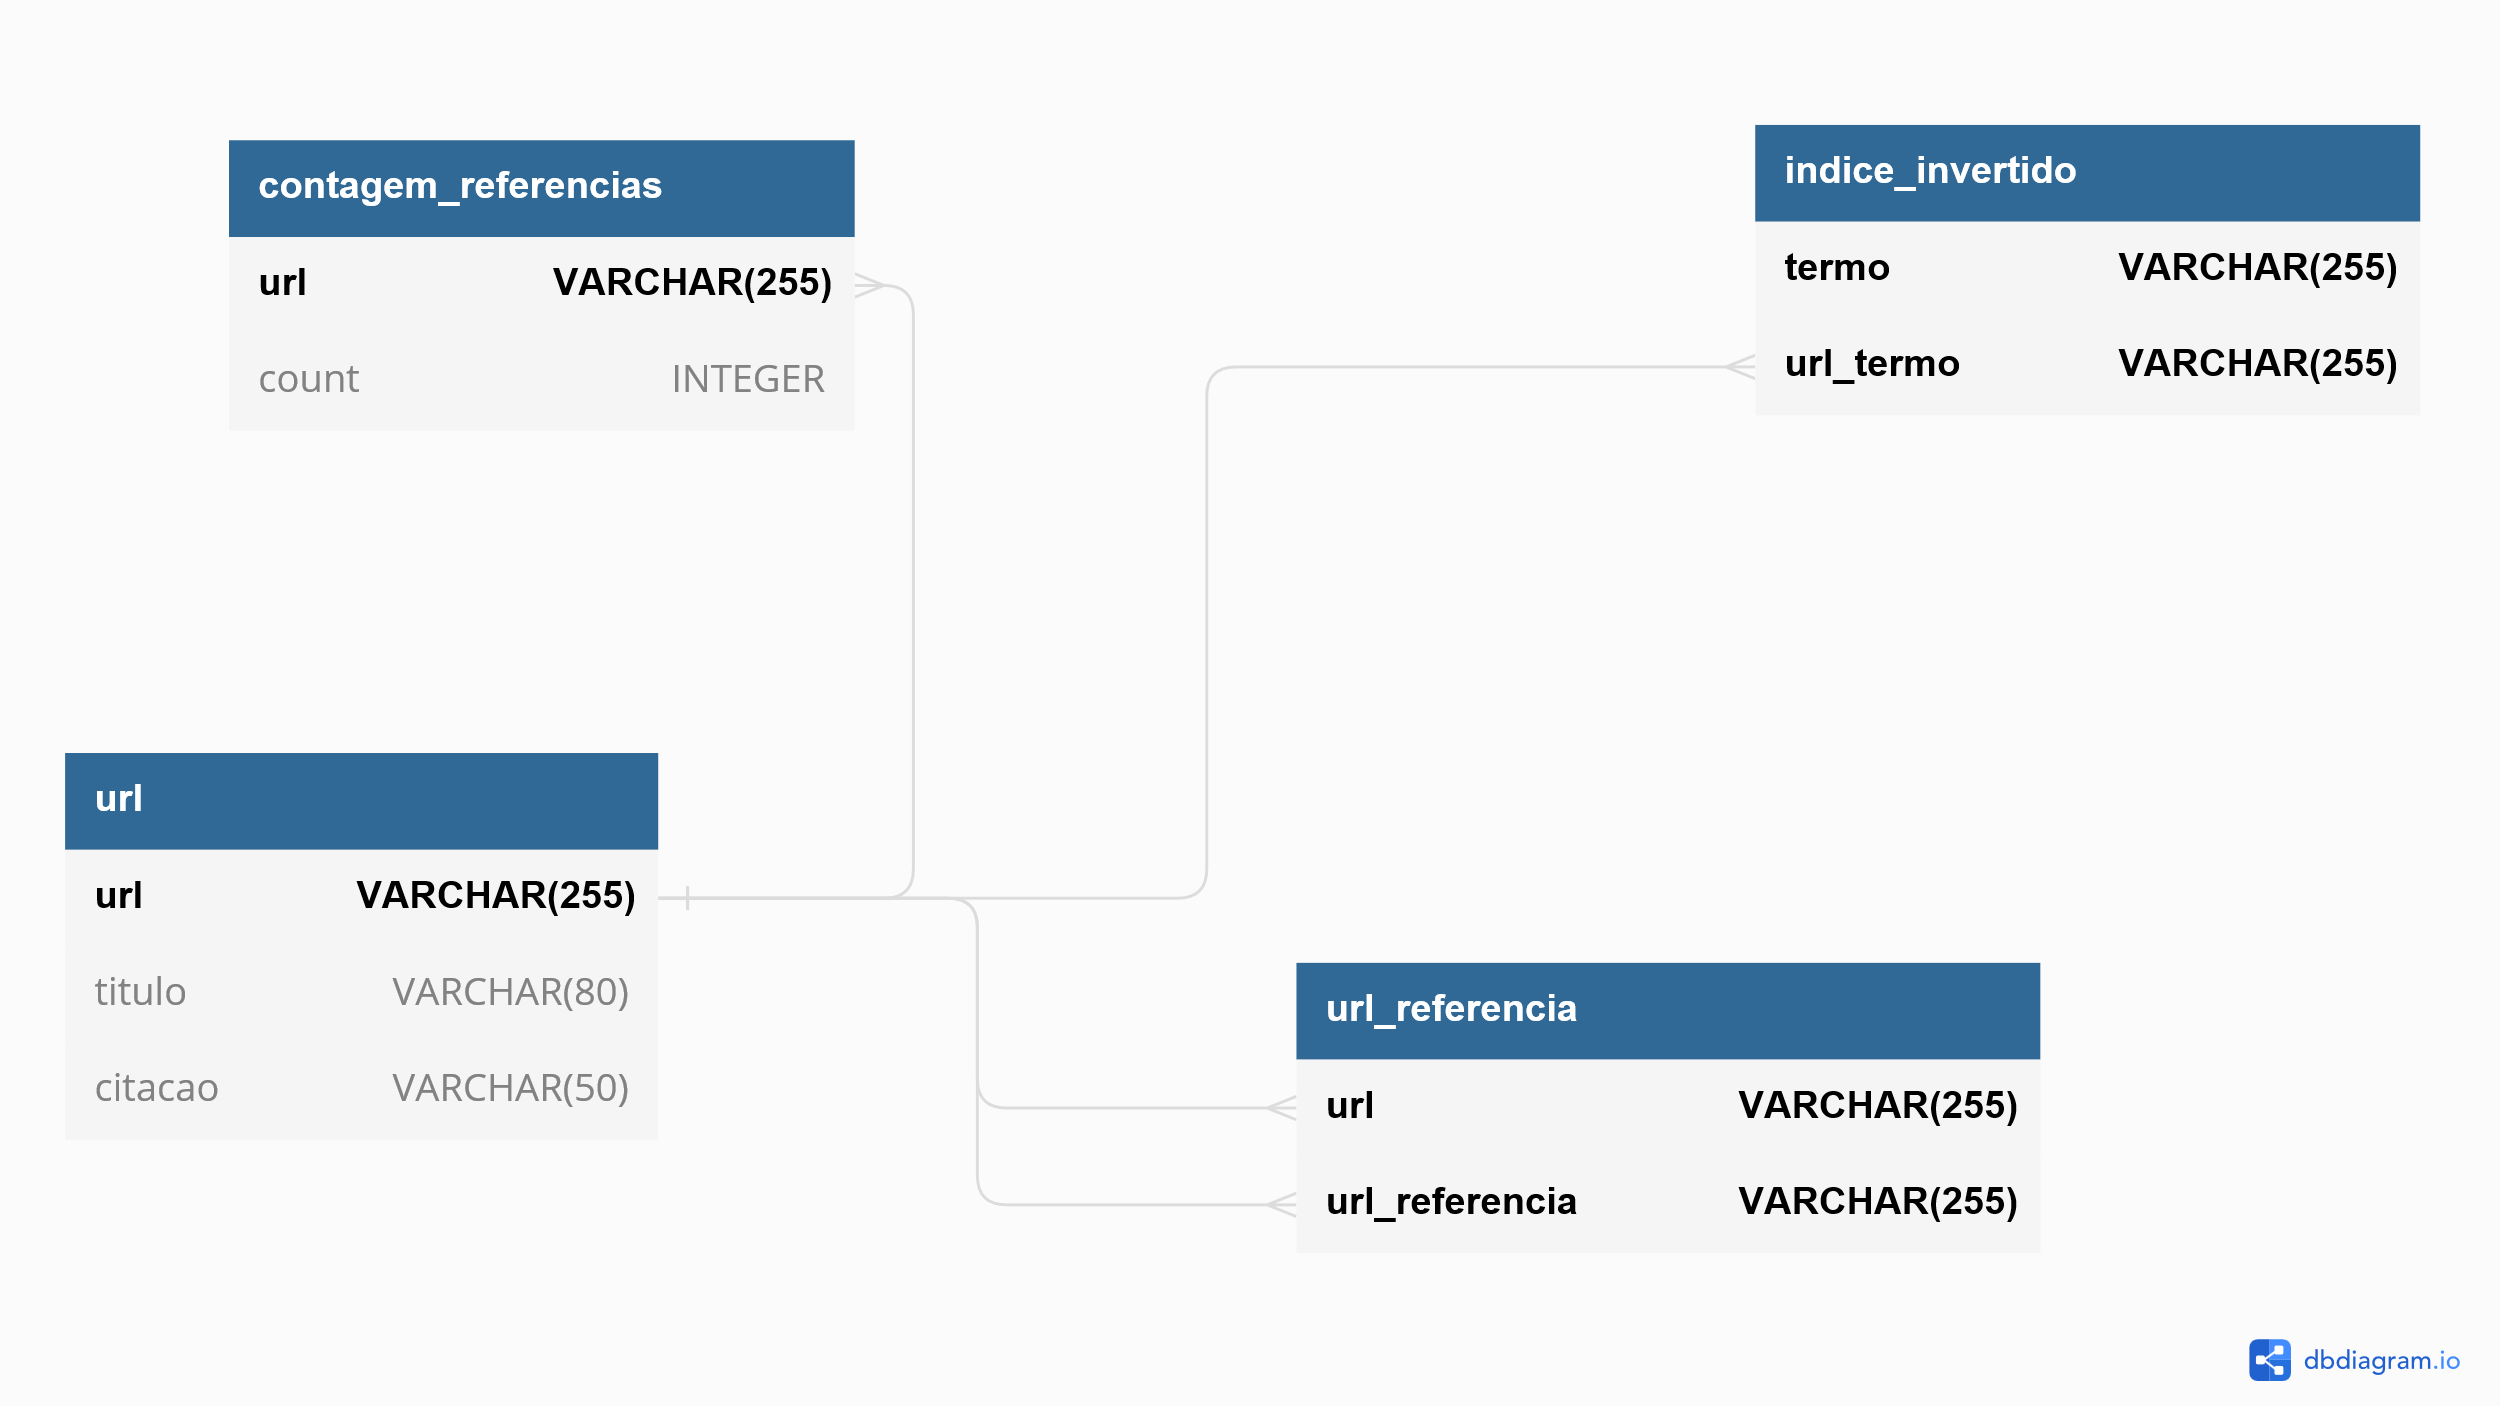 contagem_referencias
url VARCHAR(255)
count INTEGER
indice_invertido
termo VARCHAR(255)
url_termo VARCHAR(255)
url
url VARCHAR(255)
titulo VARCHAR(80)
citacao VARCHAR(50)
url_referencia
url VARCHAR(255)
url_referencia VARCHAR(255)
dbdiagram.io